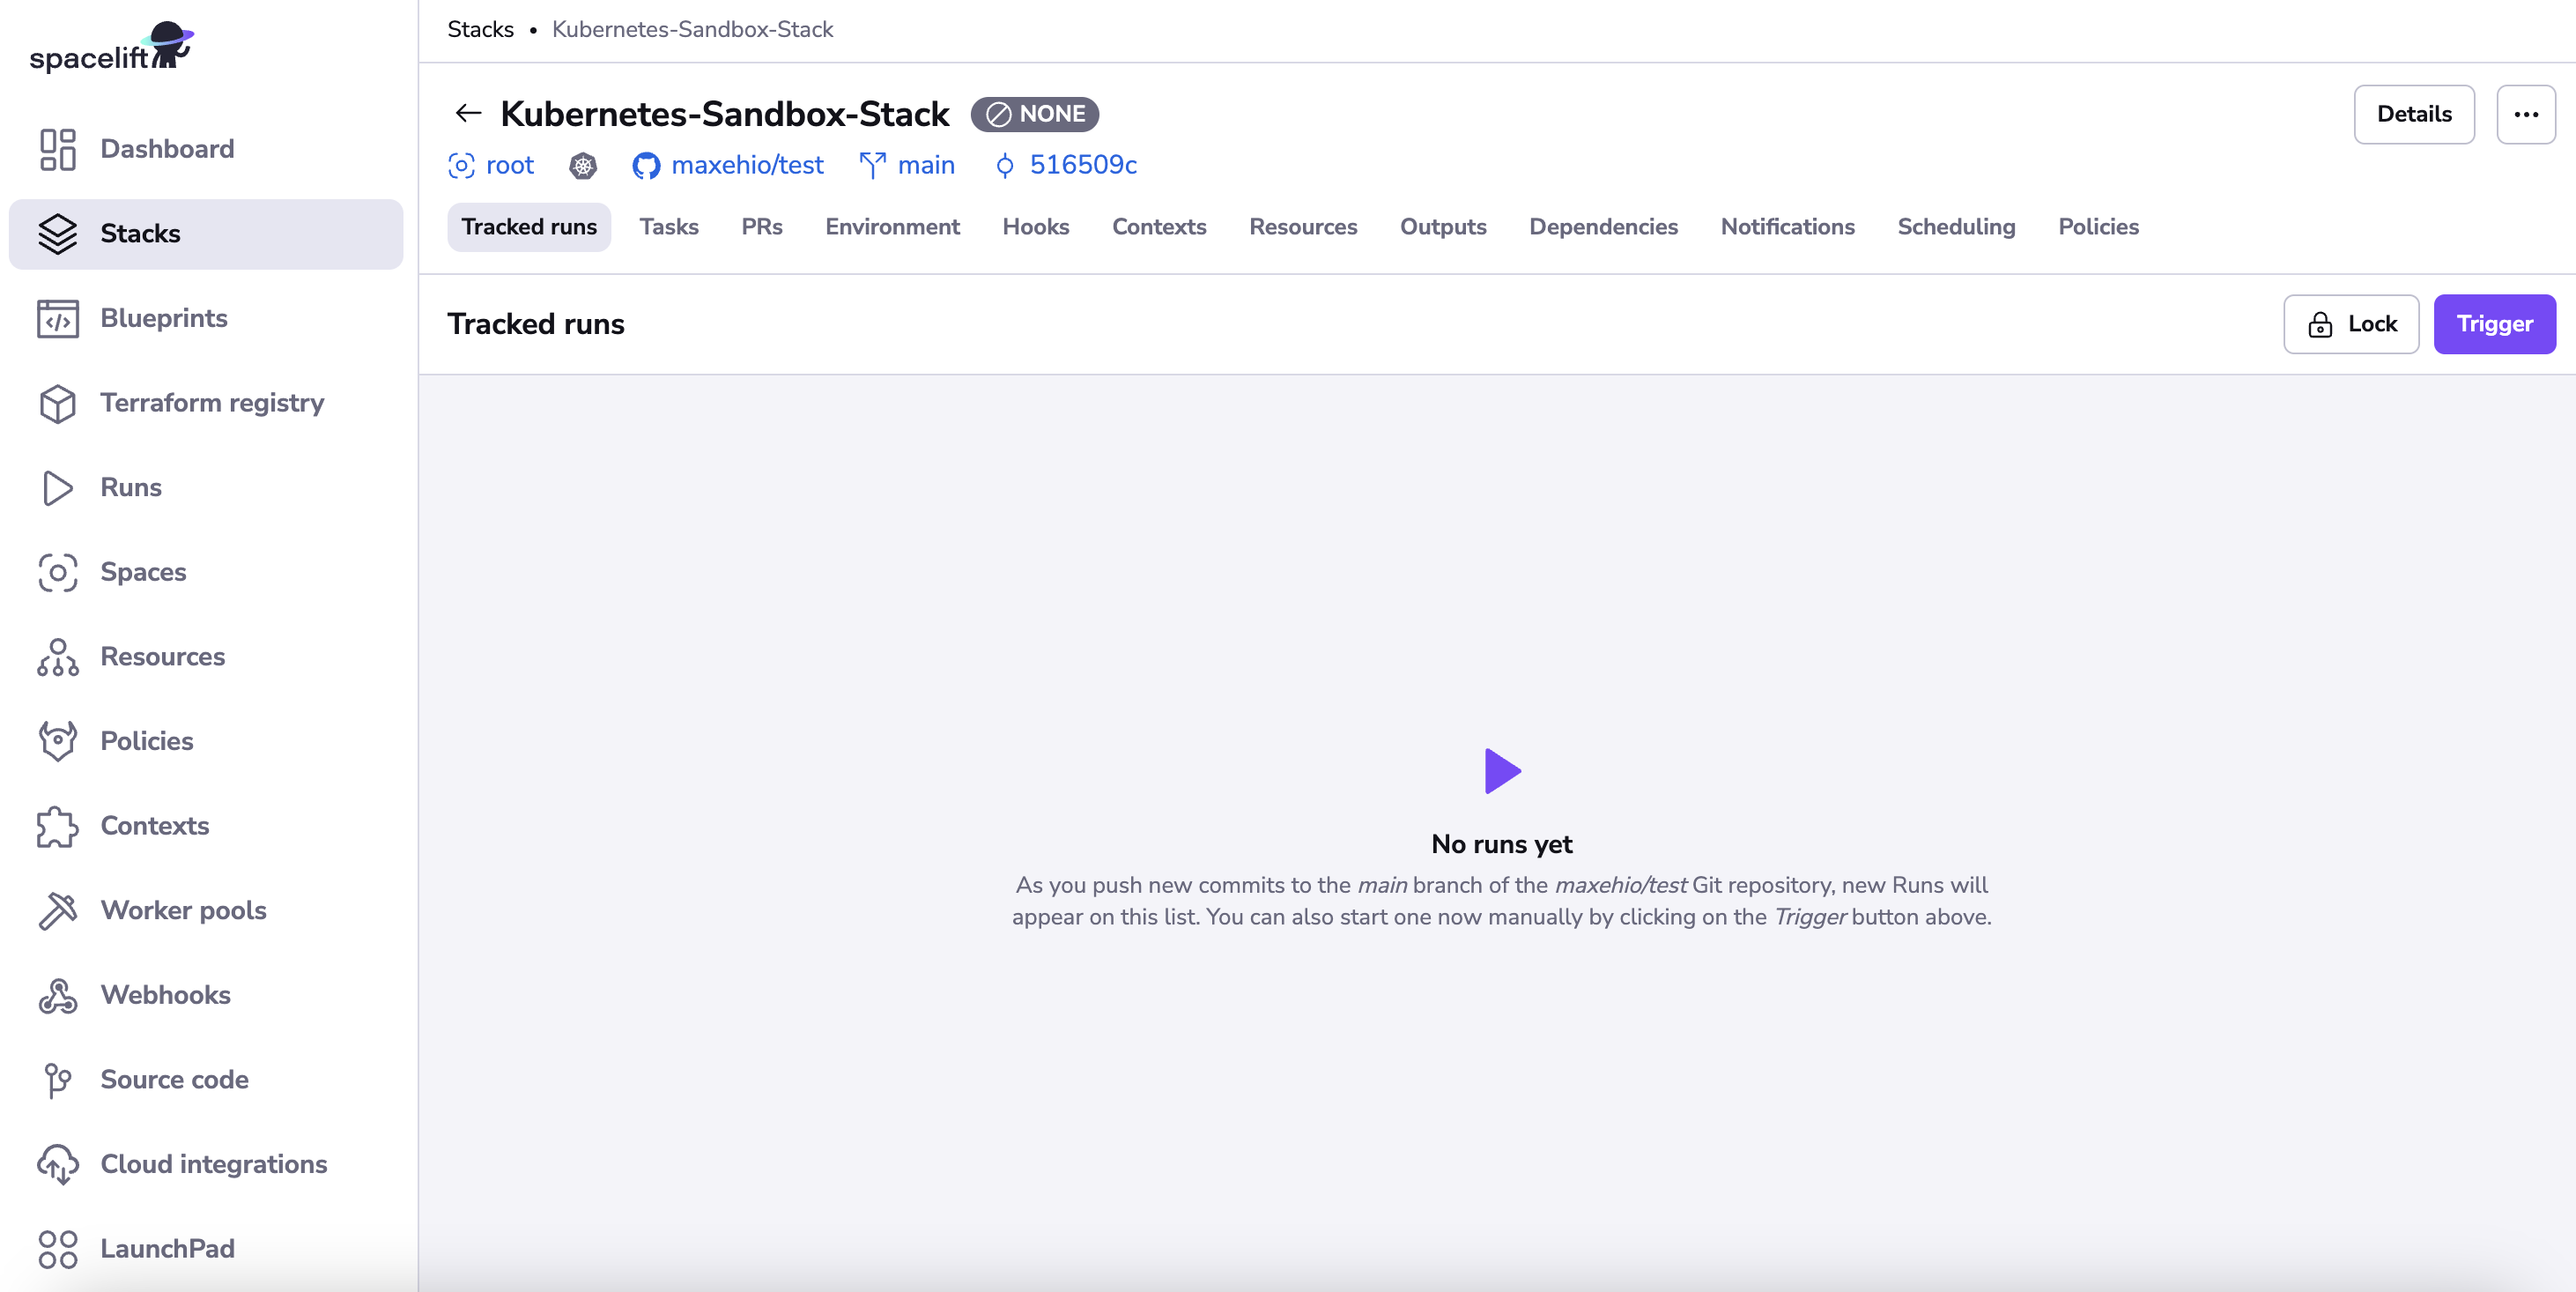 spacelift
Dashboard
Stacks
Blueprints
Terraform registry
Runs
Spaces
Resources
Policies
Contexts
Worker pools
Webhooks
Source code
Cloud integrations
LaunchPad
Stacks • Kubernetes-Sandbox-Stack
Kubernetes-Sandbox-Stack NONE
Details
root maxehio/test main 516509c
Tracked runs Tasks PRs Environment Hooks Contexts Resources Outputs Dependencies Notifications Scheduling Policies
Tracked runs
Lock Trigger
No runs yet
As you push new commits to the main branch of the maxehio/test Git repository, new Runs will
appear on this list. You can also start one now manually by clicking on the Trigger button above.